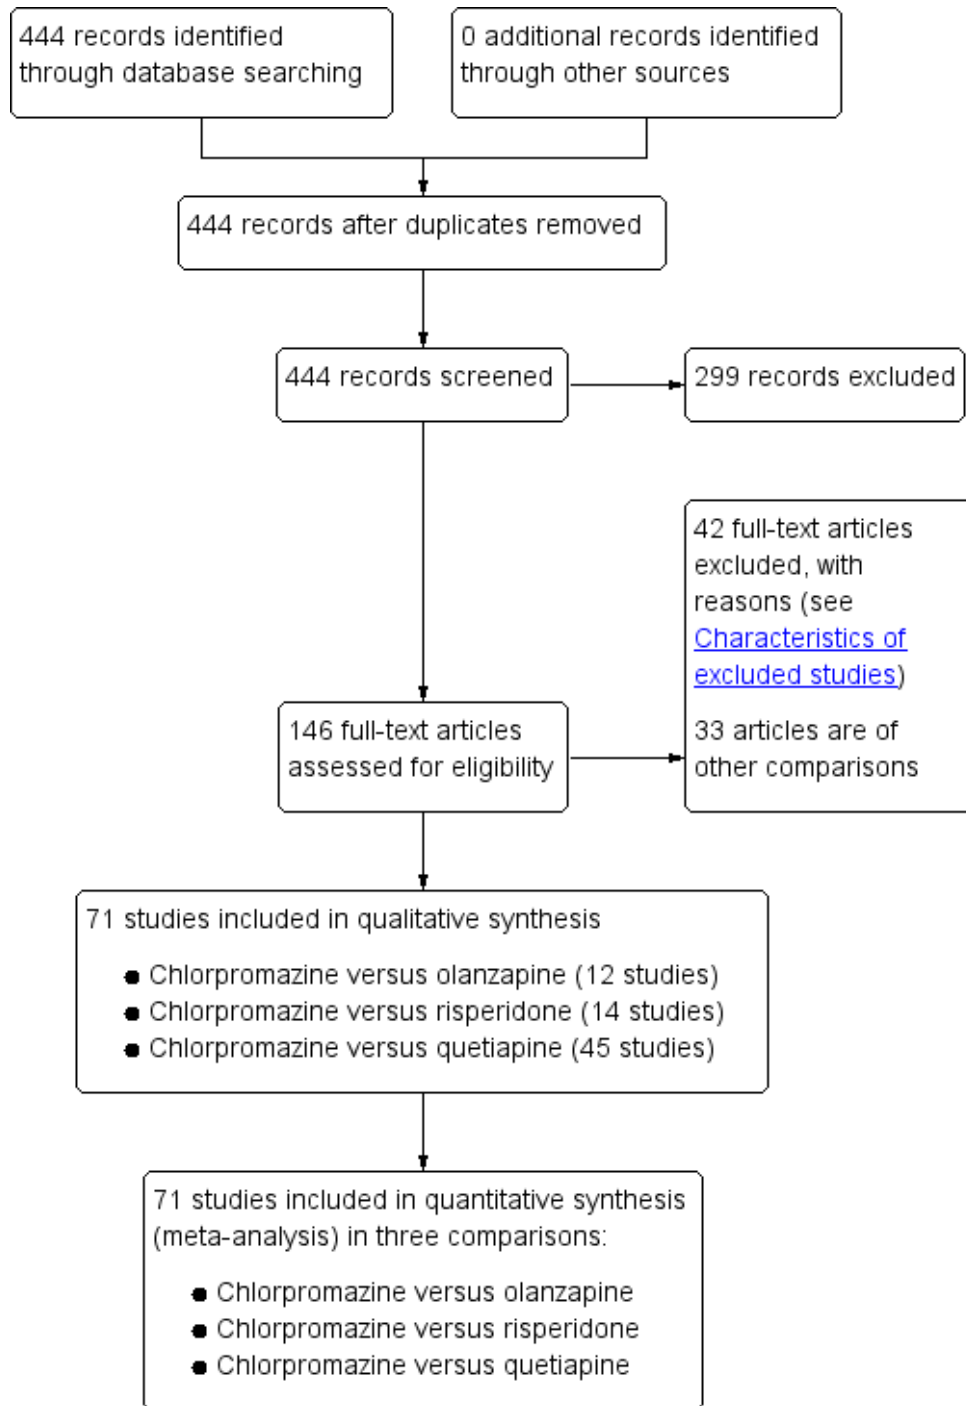 444 records identified
through database searching
0 additional records identified
through other sources
444 records after duplicates removed
444 records screened
299 records excluded
42 full-text articles
excluded, with
reasons (see
Characteristics of
excluded studies)
33 articles are of
other comparisons
146 full-text articles
assessed for eligibility
71 studies included in qualitative synthesis
● Chlorpromazine versus olanzapine (12 studies)
● Chlorpromazine versus risperidone (14 studies)
● Chlorpromazine versus quetiapine (45 studies)
71 studies included in quantitative synthesis
(meta-analysis) in three comparisons:
● Chlorpromazine versus olanzapine
● Chlorpromazine versus risperidone
● Chlorpromazine versus quetiapine